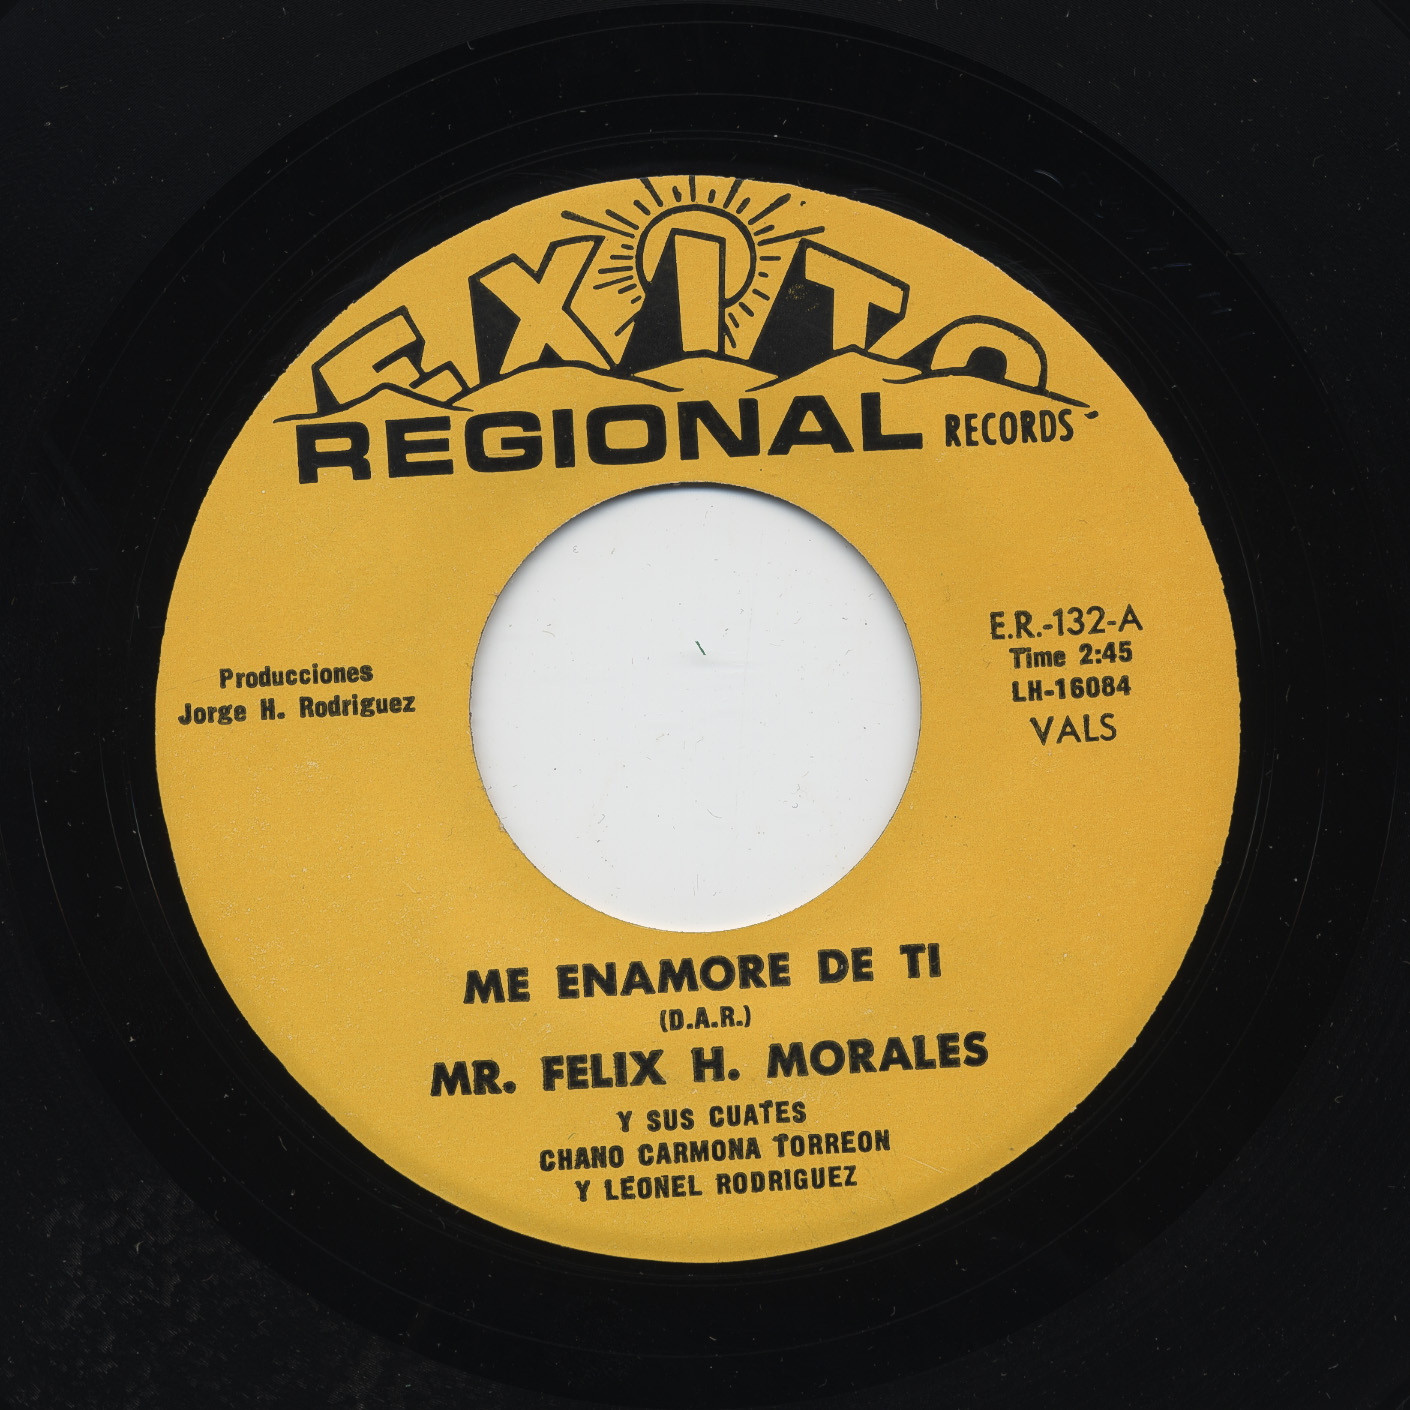 EXITO
REGIONAL RECORDS
Producciones
Jorge H. Rodriguez
E.R.-132-A
Time 2:45
LH-16084
VALS
ME ENAMORE DE TI
(D.A.R.)
MR. FELIX H. MORALES
Y SUS CUATES
CHANO CARMONA TORREON
Y LEONEL RODRIGUEZ